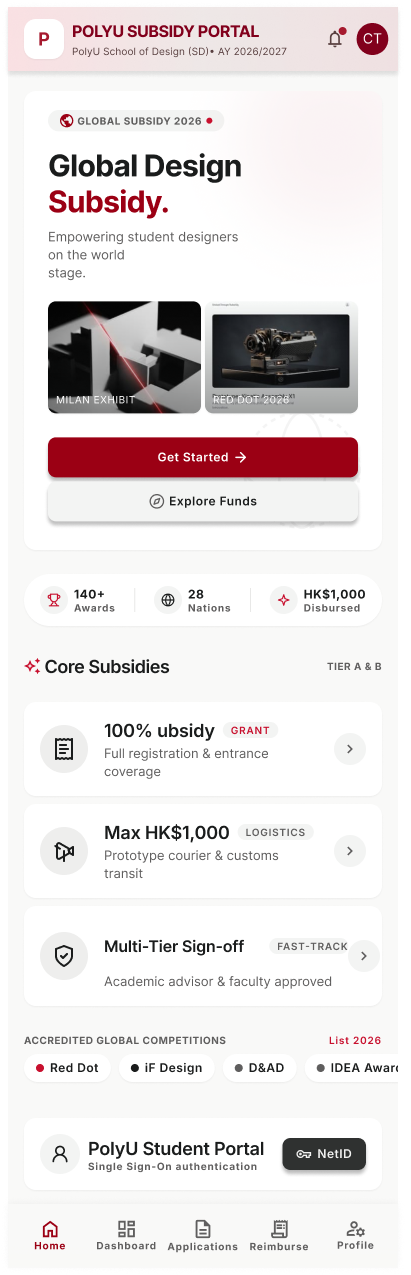 P
POLYU SUBSIDY PORTAL
PolyU School of Design (SD)• AY 2026/2027
CT
GLOBAL SUBSIDY 2026
Global Design
Subsidy.
Empowering student designers
on the world
stage.
MILAN EXHIBIT
RED DOT 2026
Get Started →
Explore Funds
140+
Awards
28
Nations
HK$1,000
Disbursed
Core Subsidies
TIER A & B
100% ubsidy
GRANT
Full registration & entrance
coverage
Max HK$1,000
LOGISTICS
Prototype courier & customs
transit
Multi-Tier Sign-off
FAST-TRACK
Academic advisor & faculty approved
ACCREDITED GLOBAL COMPETITIONS
List 2026
Red Dot
iF Design
D&AD
IDEA Awar
PolyU Student Portal
Single Sign-On authentication
NetID
Home
Dashboard
Applications
Reimburse
Profile